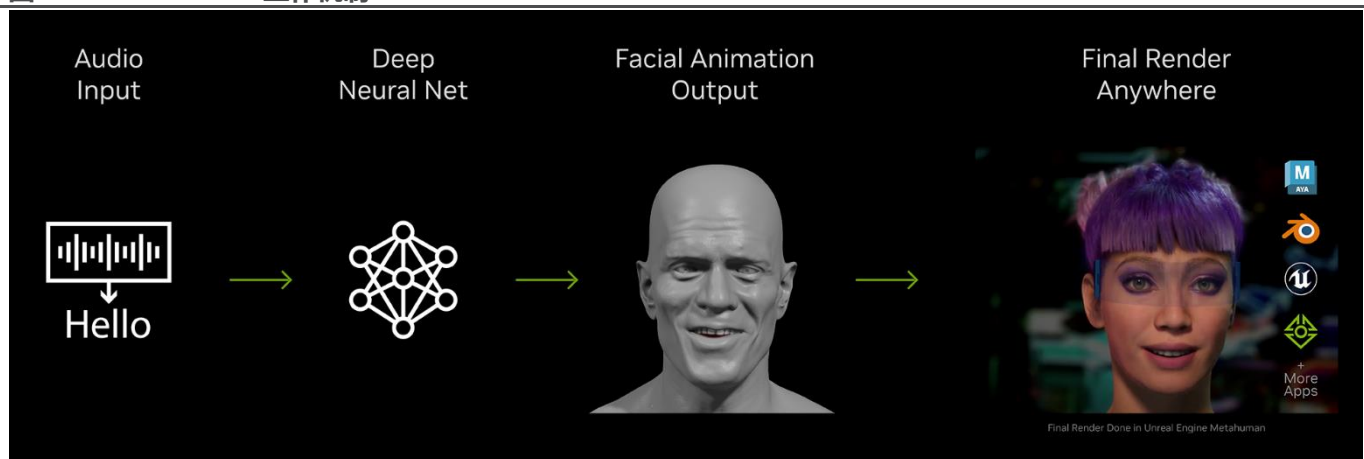 Audio
Input
Deep
Neural Net
Facial Animation
Output
Final Render
Anywhere
Hello
M
AYA
+
More
Apps
Final Render Done in Unreal Engine Metahuman